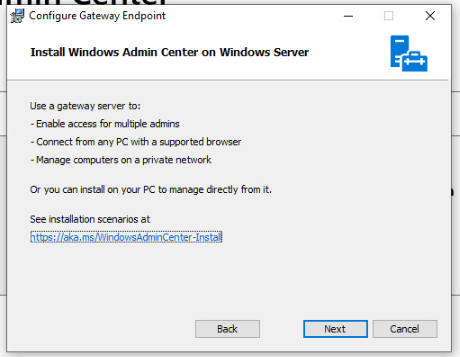 Admin Center
Configure Gateway Endpoint
Install Windows Admin Center on Windows Server
Use a gateway server to:
- Enable access for multiple admins
- Connect from any PC with a supported browser
- Manage computers on a private network
Or you can install on your PC to manage directly from it.
See installation scenarios at
https://aka.ms/WindowsAdminCenter-Install
Back
Next
Cancel